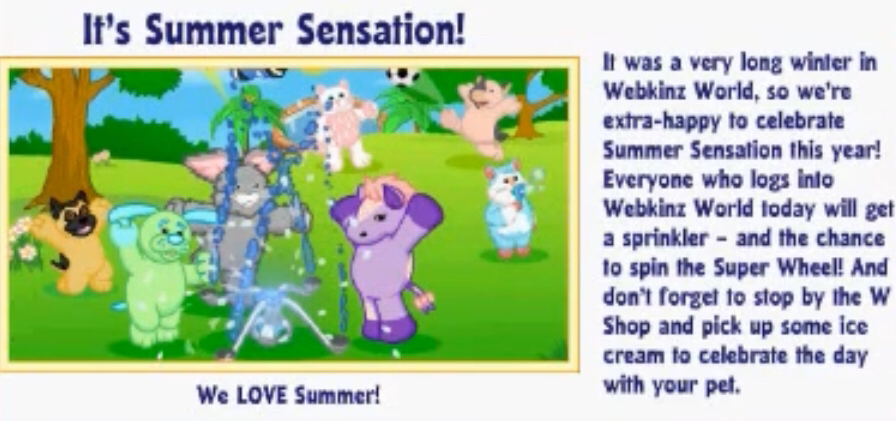 It's Summer Sensation!
It was a very long winter in
Webkinz World, so we're
extra-happy to celebrate
Summer Sensation this year!
Everyone who logs into
Webkinz World today will get
a sprinkler – and the chance
to spin the Super Wheel! And
don't forget to stop by the W
Shop and pick up some ice
cream to celebrate the day
with your pet.
We LOVE Summer!